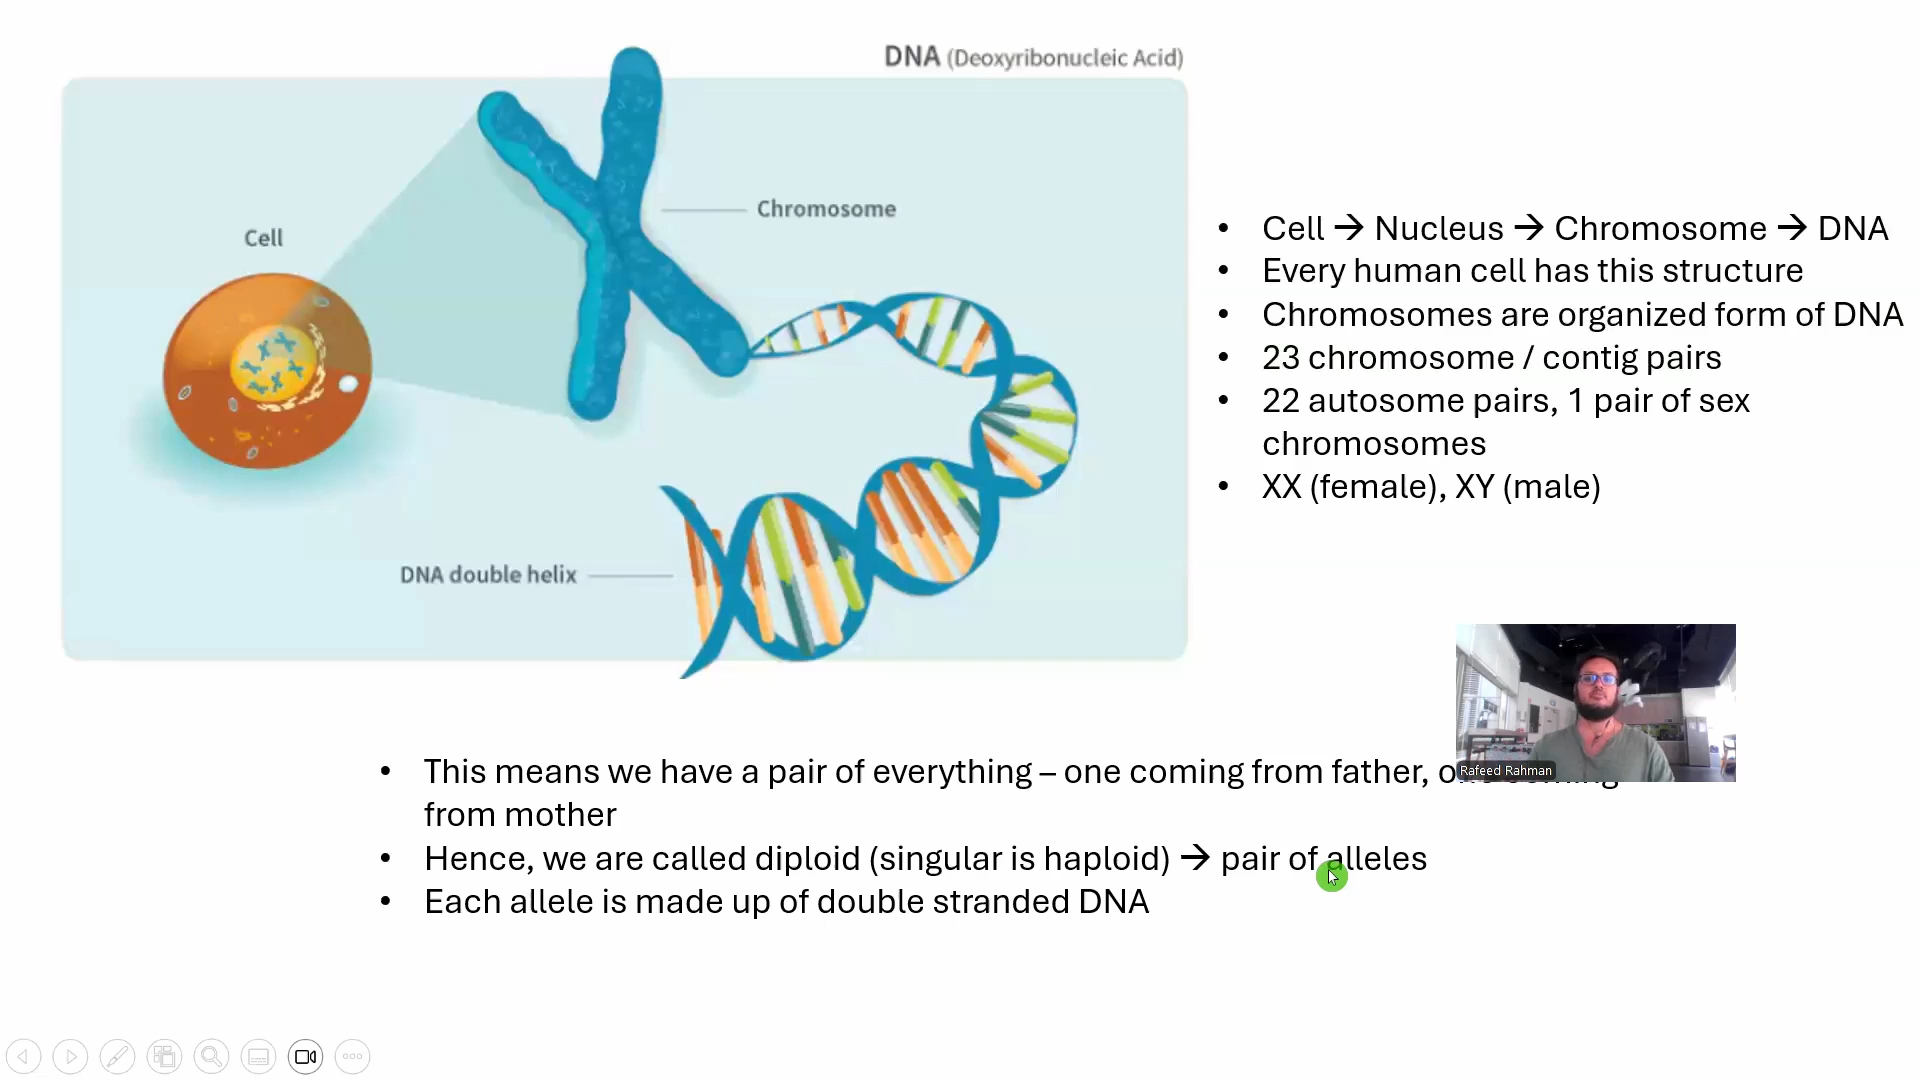 DNA (Deoxyribonucleic Acid)
Chromosome
Cell
DNA double helix
• Cell → Nucleus → Chromosome → DNA
• Every human cell has this structure
• Chromosomes are organized form of DNA
• 23 chromosome / contig pairs
• 22 autosome pairs, 1 pair of sex
chromosomes
• XX (female), XY (male)
Rafeed Rahman
• This means we have a pair of everything – one coming from father,
from mother
• Hence, we are called diploid (singular is haploid) → pair of alleles
• Each allele is made up of double stranded DNA